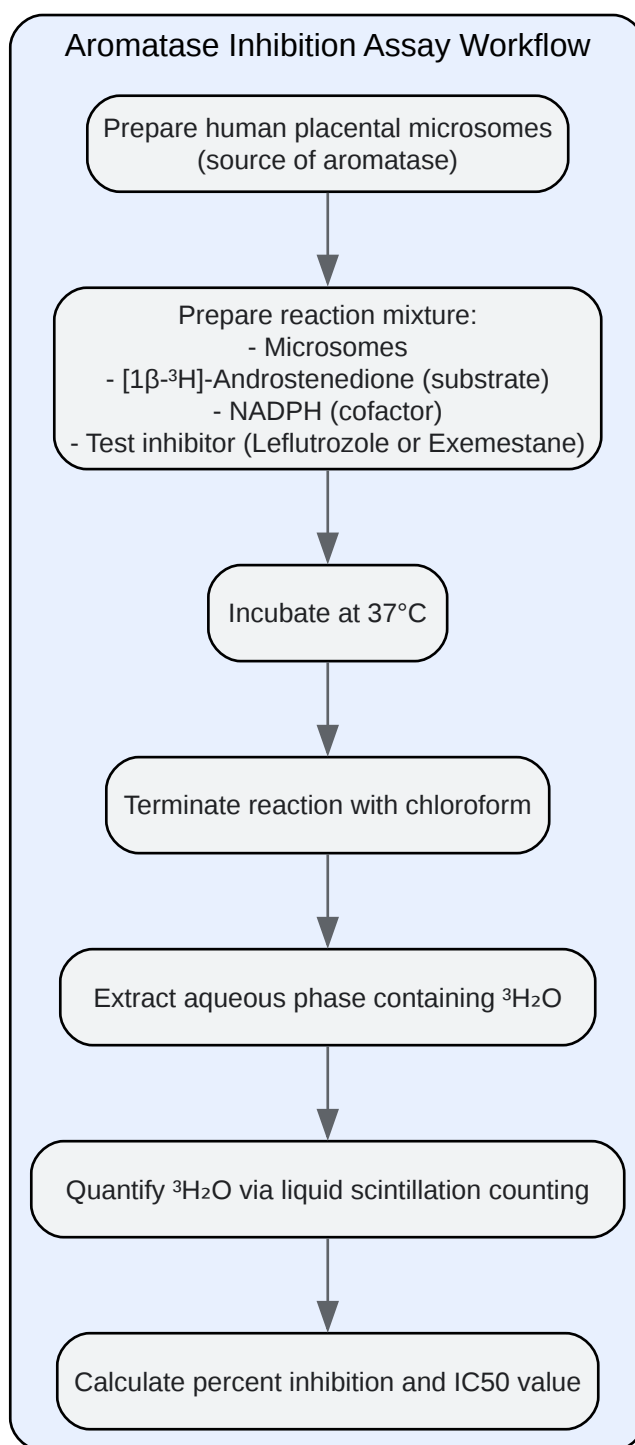 Aromatase Inhibition Assay Workflow
Prepare human placental microsomes
(source of aromatase)
Prepare reaction mixture:
- Microsomes
- [1β-³H]-Androstenedione (substrate)
- NADPH (cofactor)
- Test inhibitor (Leflutrozole or Exemestane)
Incubate at 37°C
Terminate reaction with chloroform
Extract aqueous phase containing ³H₂O
Quantify ³H₂O via liquid scintillation counting
Calculate percent inhibition and IC50 value